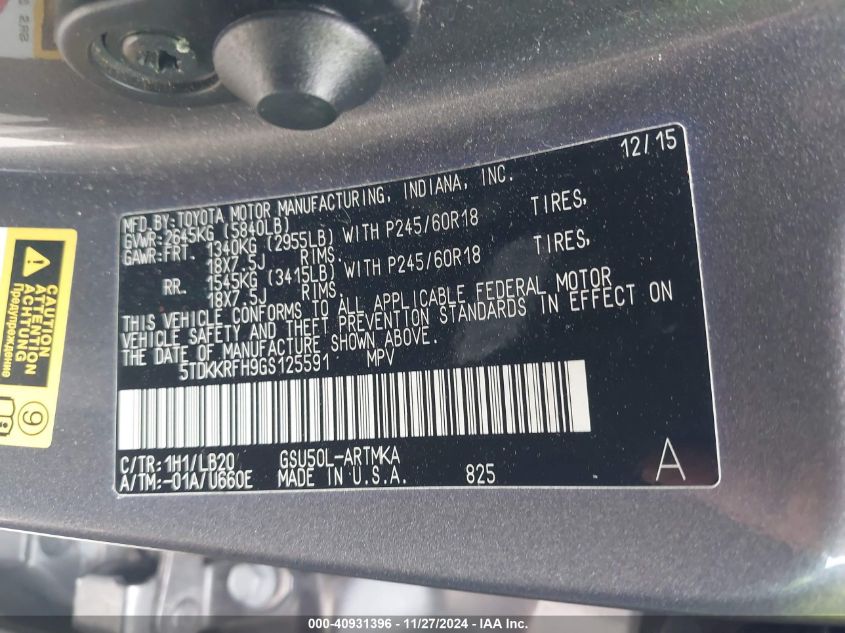 12/15
MFD.BY:TOYOTA MOTOR MANUFACTURING, INDIANA, INC.
GVWR:2645KG (5840LB)
GAWR:FRT. 1340KG (2955LB) WITH P245/60R18 TIRES,
18X7.5J RIMS.
RR. 1545KG (3415LB) WITH P245/60R18 TIRES,
18X7.5J RIMS.
THIS VEHICLE CONFORMS TO ALL APPLICABLE FEDERAL MOTOR
VEHICLE SAFETY AND THEFT PREVENTION STANDARDS IN EFFECT ON
THE DATE OF MANUFACTURE SHOWN ABOVE.
5TDKKRFH9GS125591 MPV
C/TR:1H1/LB20 GSU50L-ARTMKA
A/TM:-01A/U660E MADE IN U.S.A. 825
A
CAUTION
ATTENTION
ACHTUNG
Предупреждение
9
000-40931396 - 11/27/2024 - IAA Inc.